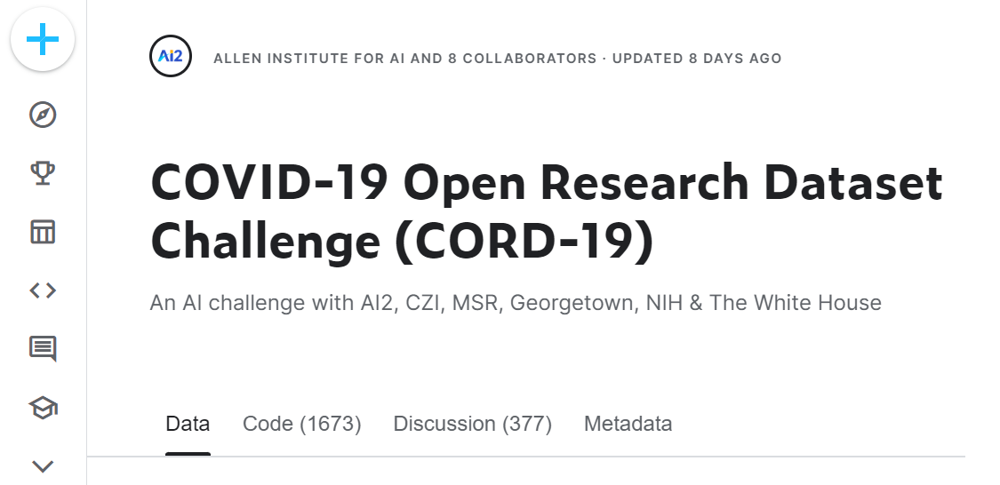 Ai2
ALLEN INSTITUTE FOR AI AND 8 COLLABORATORS · UPDATED 8 DAYS AGO
COVID-19 Open Research Dataset
Challenge (CORD-19)
An AI challenge with AI2, CZI, MSR, Georgetown, NIH & The White House
Data Code (1673) Discussion (377) Metadata